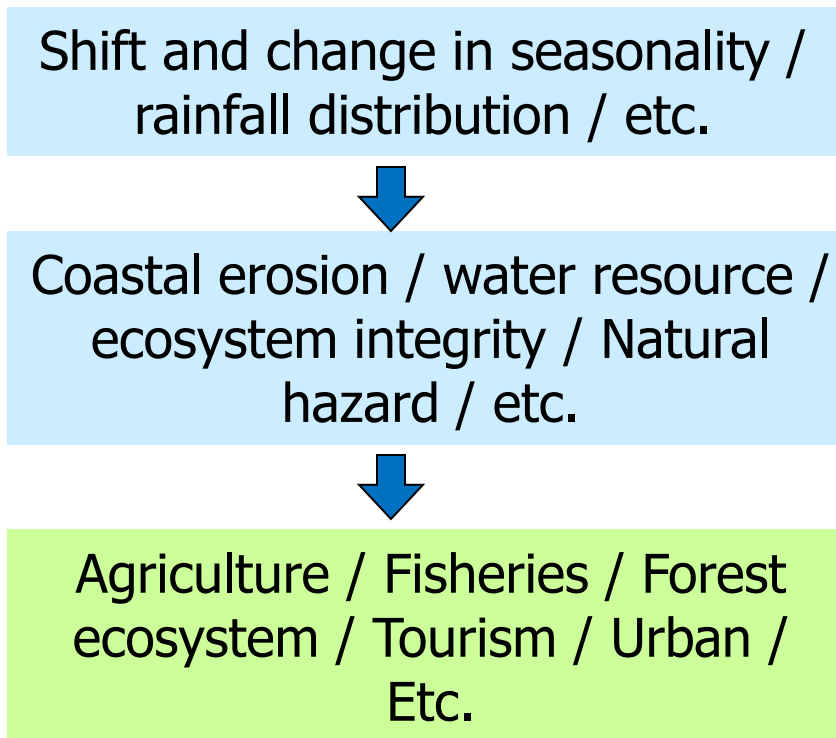 Shift and change in seasonality /
rainfall distribution / etc.
Coastal erosion / water resource /
ecosystem integrity / Natural
hazard / etc.
Agriculture / Fisheries / Forest
ecosystem / Tourism / Urban /
Etc.